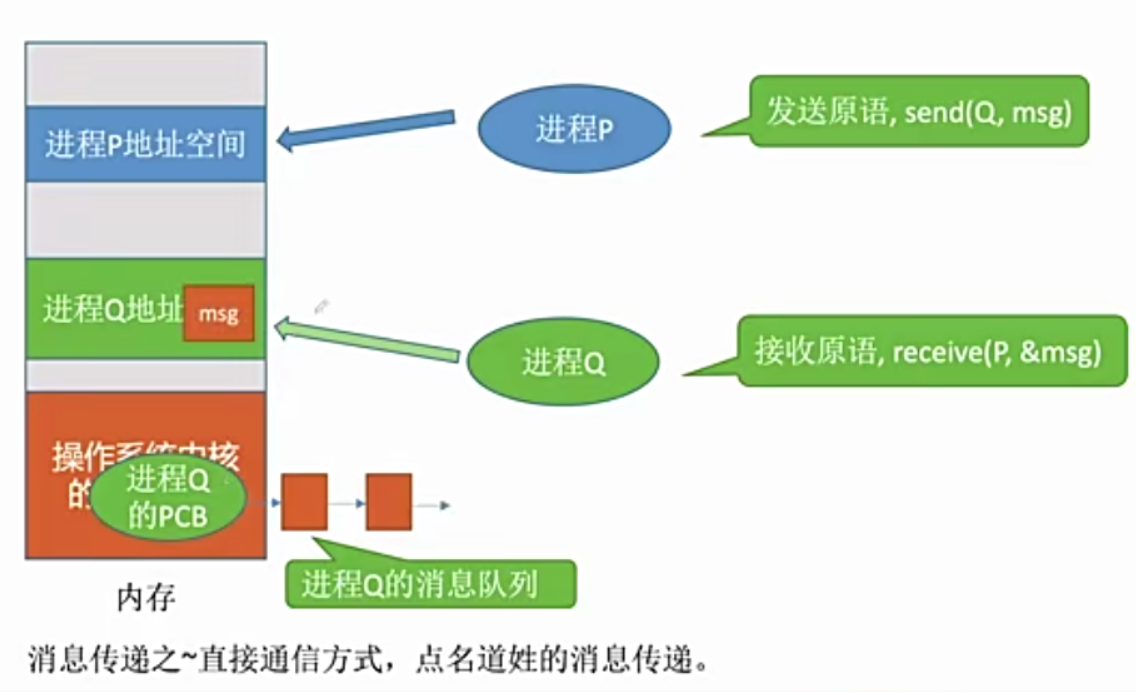 进程P地址空间
进程P
发送原语, send(Q, msg)
进程Q地址
msg
进程Q
接收原语, receive(P, &msg)
操作系统内核
的
进程Q
的PCB
进程Q的消息队列
内存
消息传递之~直接通信方式，点名道姓的消息传递。